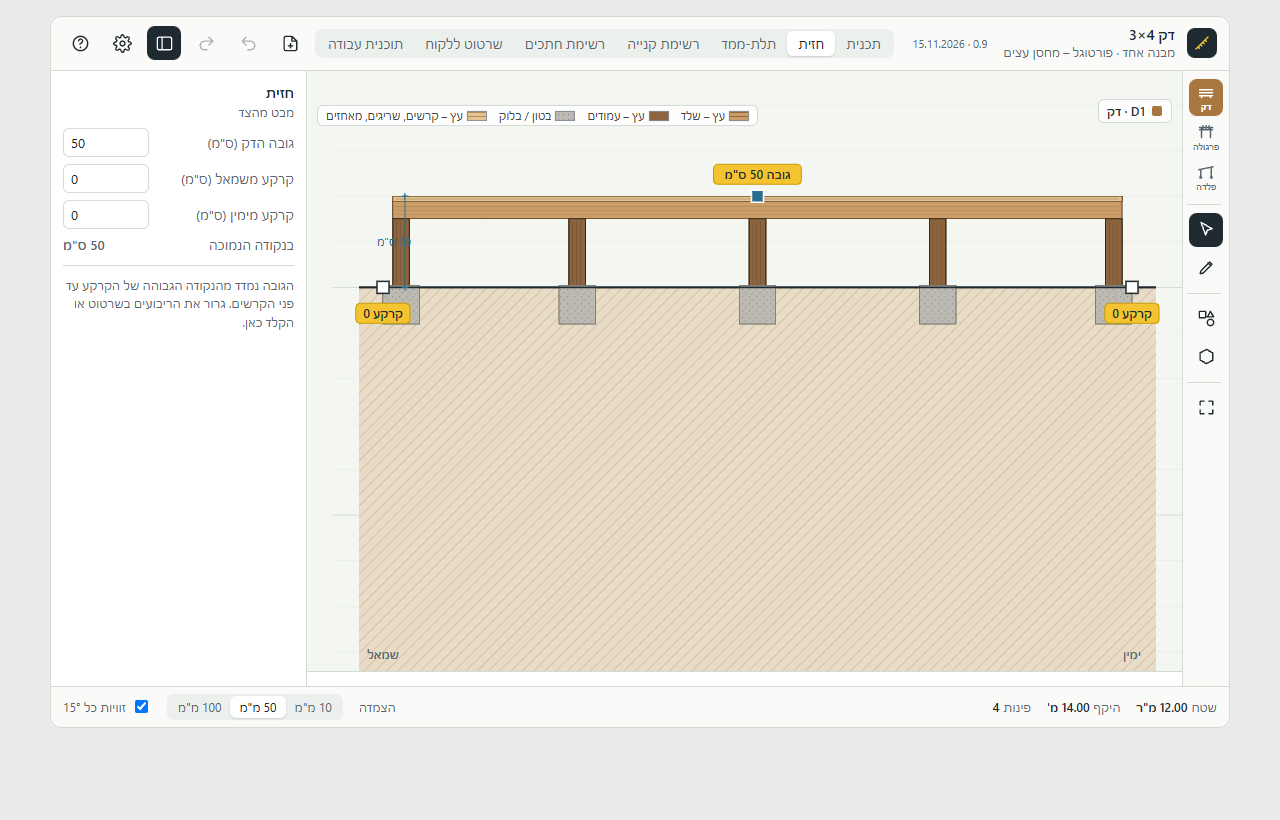 דק 3×4
מבנה אחד · פורטוגל – מחסן עצים
0.9 · 15.11.2026
תכנית
חזית
תלת-ממד
רשימת קנייה
רשימת חתכים
שרטוט ללקוח
תוכנית עבודה
דק
פרגולה
פלדה
D1 · דק
עץ – שלד
עץ – עמודים
בטון / בלוק
עץ – קרשים, שריגים, מאחזים
גובה 50 ס"מ
50 ס"מ
קרקע 0
קרקע 0
ימין
שמאל
חזית
מבט מהצד
גובה הדק (ס"מ)
50
קרקע משמאל (ס"מ)
0
קרקע מימין (ס"מ)
0
בנקודה הנמוכה
50 ס"מ
הגובה נמדד מהנקודה הגבוהה של הקרקע עד
פני הקרשים. גרור את הריבועים בשרטוט או
הקלד כאן.
שטח 12.00 מ"ר
היקף 14.00 מ'
פינות 4
הצמדה
10 מ"מ
50 מ"מ
100 מ"מ
זוויות כל 15°